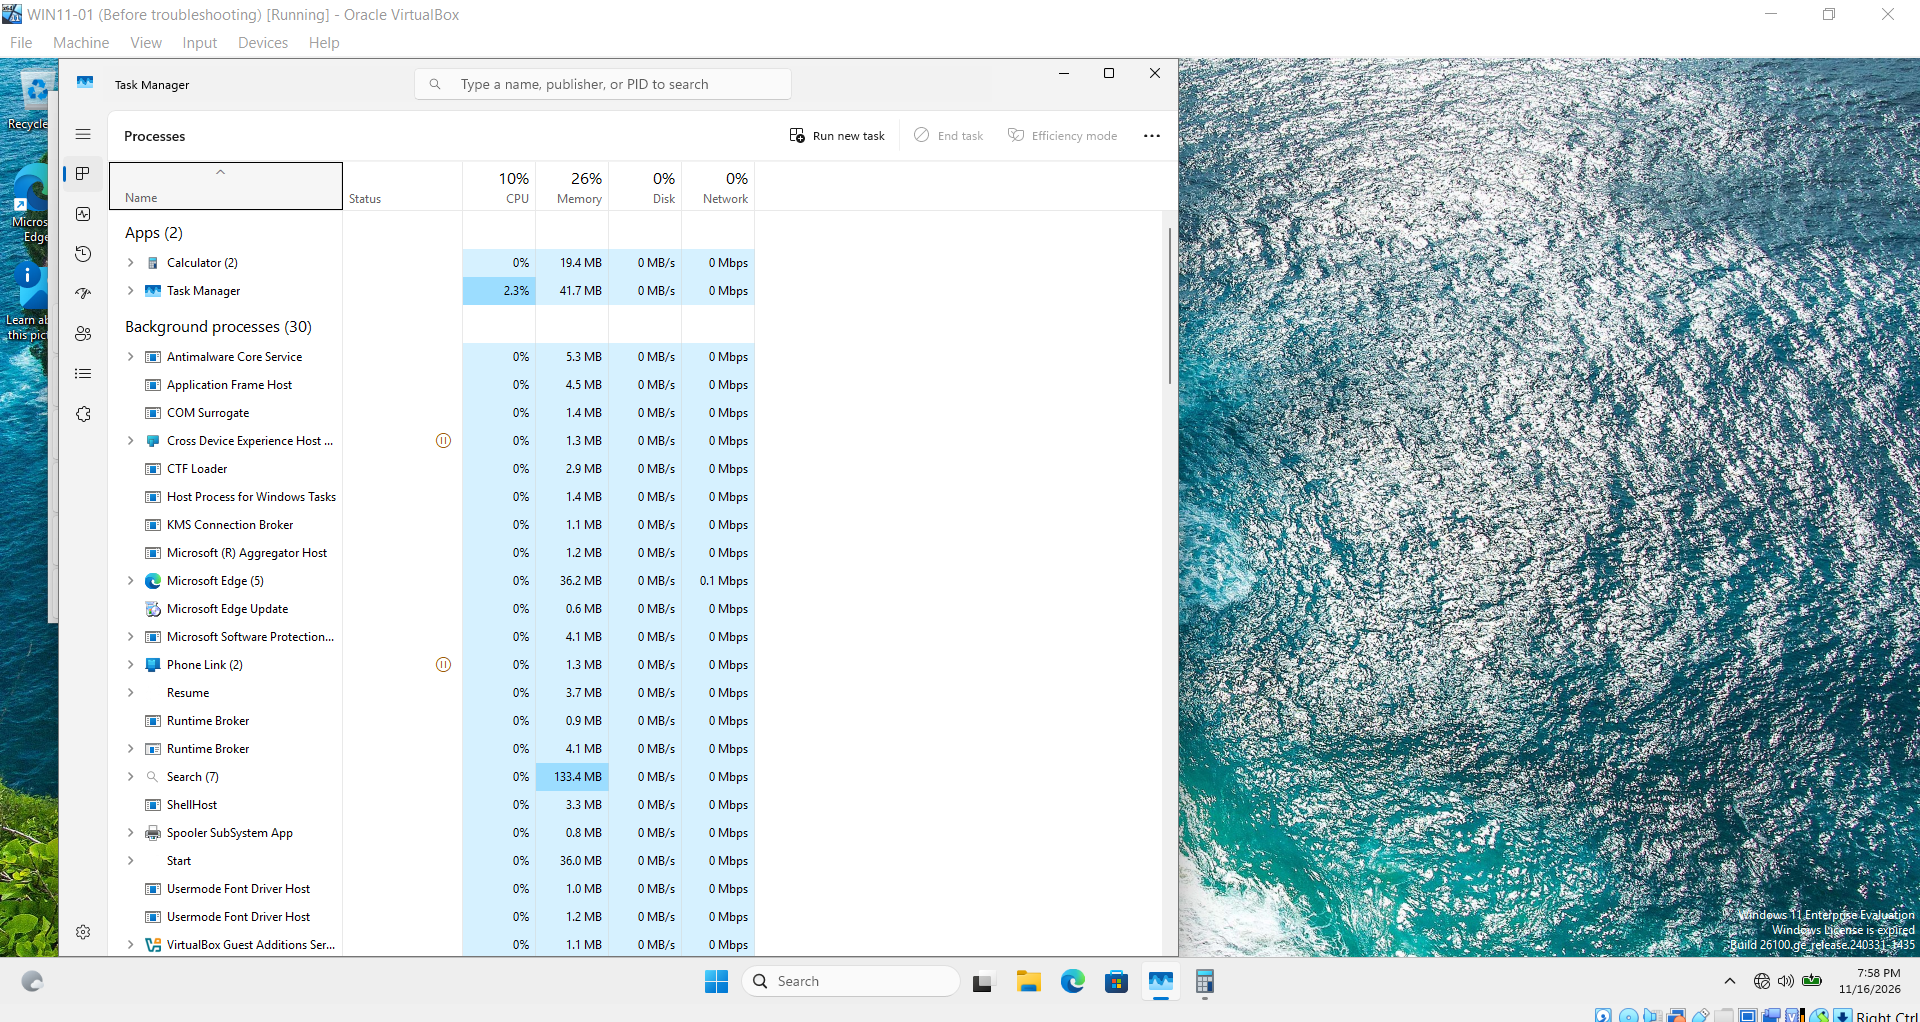 WIN11-01 (Before troubleshooting) [Running] - Oracle VirtualBox
File Machine View Input Devices Help
Recycle
Micros
Edge
Learn ab
this pict
Task Manager
Type a name, publisher, or PID to search
Processes
Run new task
End task
Efficiency mode
Name Status 10% CPU 26% Memory 0% Disk 0% Network
Apps (2)
Calculator (2) 0% 19.4 MB 0 MB/s 0 Mbps
Task Manager 2.3% 41.7 MB 0 MB/s 0 Mbps
Background processes (30)
Antimalware Core Service 0% 5.3 MB 0 MB/s 0 Mbps
Application Frame Host 0% 4.5 MB 0 MB/s 0 Mbps
COM Surrogate 0% 1.4 MB 0 MB/s 0 Mbps
Cross Device Experience Host ... 0% 1.3 MB 0 MB/s 0 Mbps
CTF Loader 0% 2.9 MB 0 MB/s 0 Mbps
Host Process for Windows Tasks 0% 1.4 MB 0 MB/s 0 Mbps
KMS Connection Broker 0% 1.1 MB 0 MB/s 0 Mbps
Microsoft (R) Aggregator Host 0% 1.2 MB 0 MB/s 0 Mbps
Microsoft Edge (5) 0% 36.2 MB 0 MB/s 0.1 Mbps
Microsoft Edge Update 0% 0.6 MB 0 MB/s 0 Mbps
Microsoft Software Protection... 0% 4.1 MB 0 MB/s 0 Mbps
Phone Link (2) 0% 1.3 MB 0 MB/s 0 Mbps
Resume 0% 3.7 MB 0 MB/s 0 Mbps
Runtime Broker 0% 0.9 MB 0 MB/s 0 Mbps
Runtime Broker 0% 4.1 MB 0 MB/s 0 Mbps
Search (7) 0% 133.4 MB 0 MB/s 0 Mbps
ShellHost 0% 3.3 MB 0 MB/s 0 Mbps
Spooler SubSystem App 0% 0.8 MB 0 MB/s 0 Mbps
Start 0% 36.0 MB 0 MB/s 0 Mbps
Usermode Font Driver Host 0% 1.0 MB 0 MB/s 0 Mbps
Usermode Font Driver Host 0% 1.2 MB 0 MB/s 0 Mbps
VirtualBox Guest Additions Ser... 0% 1.1 MB 0 MB/s 0 Mbps
Windows 11 Enterprise Evaluation
Windows License is expired
Build 26100.ge_release.240331-1435
Search
7:58 PM
11/16/2026
Right Ctrl